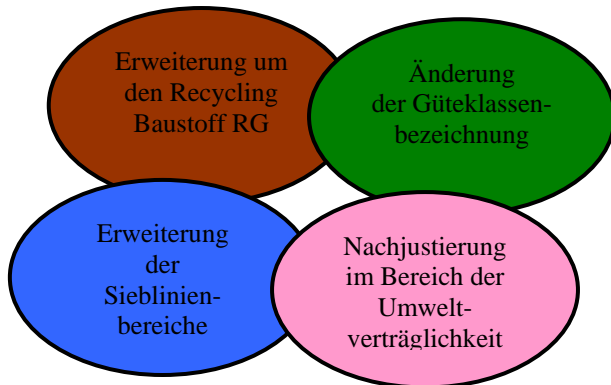 Erweiterung um
den Recycling
Baustoff RG
Änderung
der Güteklassen-
bezeichnung
Erweiterung
der
Sieblinien-
bereiche
Nachjustierung
im Bereich der
Umwelt-
verträglichkeit